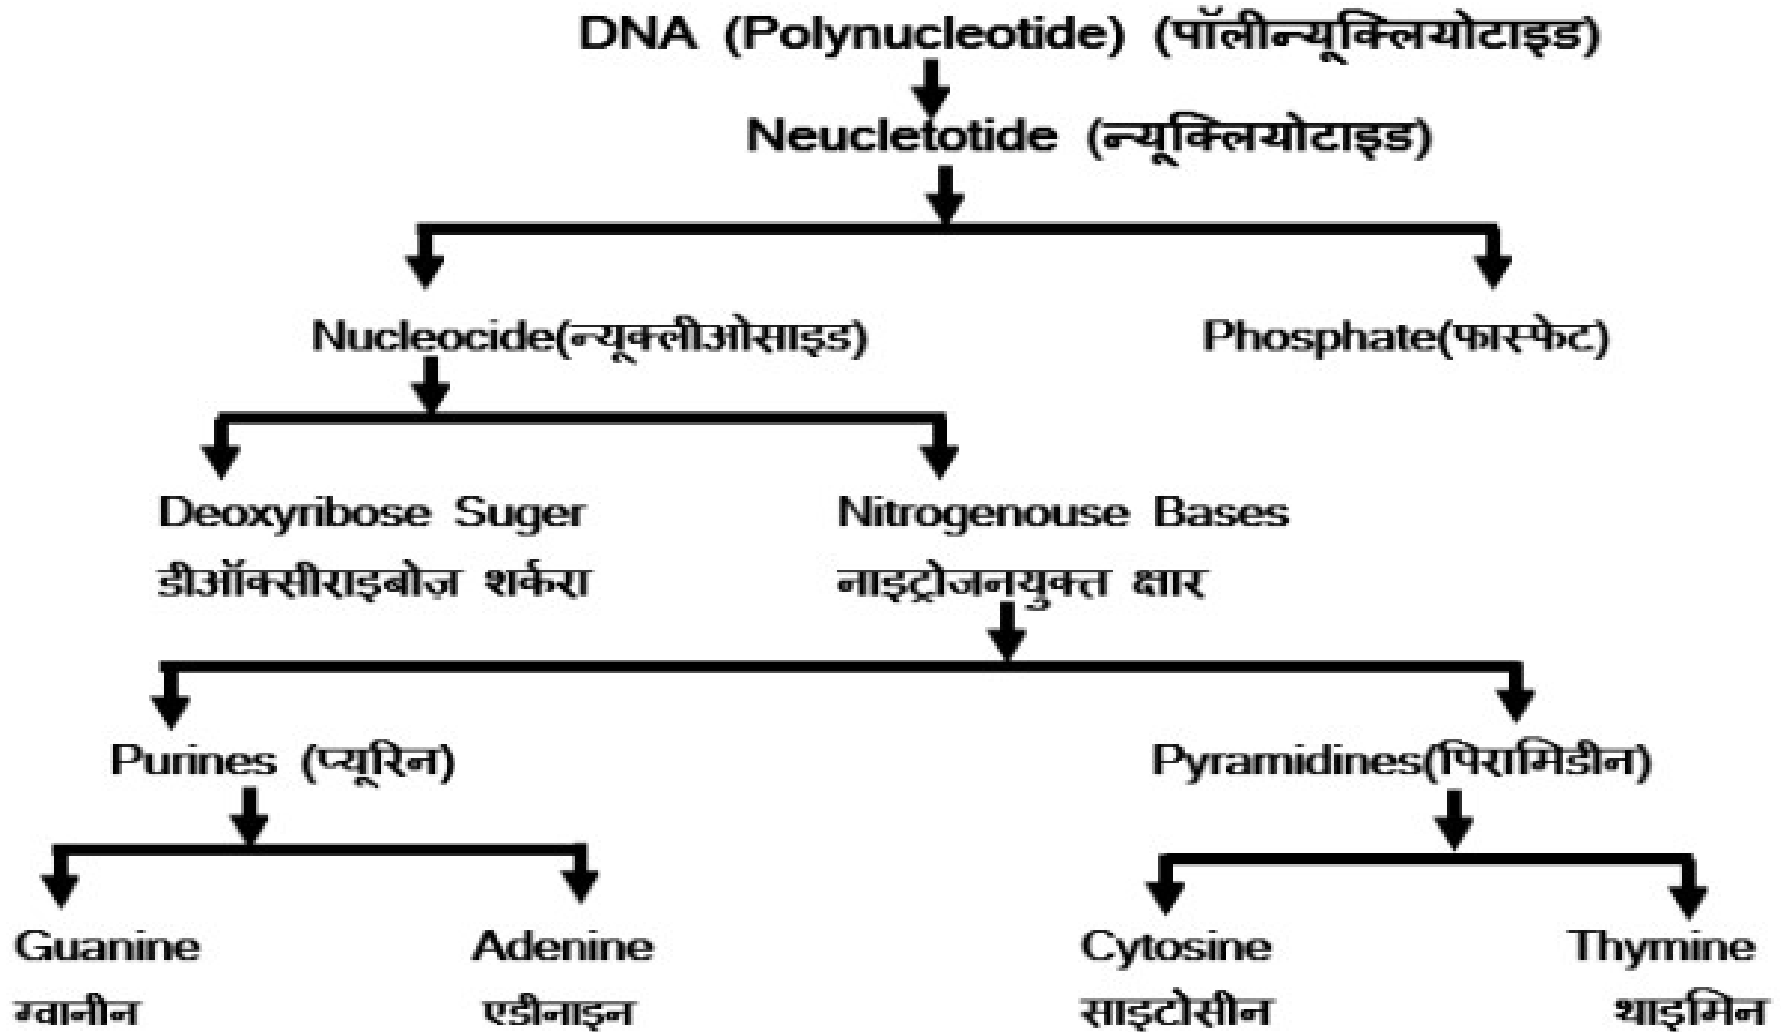 DNA (Polynucleotide) (पॉलीन्यूक्लियोटाइड)
Neucletotide (न्यूक्लियोटाइड)
Nucleocide(न्यूक्लीओसाइड) Phosphate(फास्फेट)
Deoxyribose Suger Nitrogenouse Bases
डीऑक्सीराइबोज़ शर्करा नाइट्रोजनयुक्त क्षार
Purines (प्यूरिन) Pyramidines(पिरामिडीन)
Guanine Adenine Cytosine Thymine
ग्वानीन एडीनाइन साइटोसीन थाइमिन